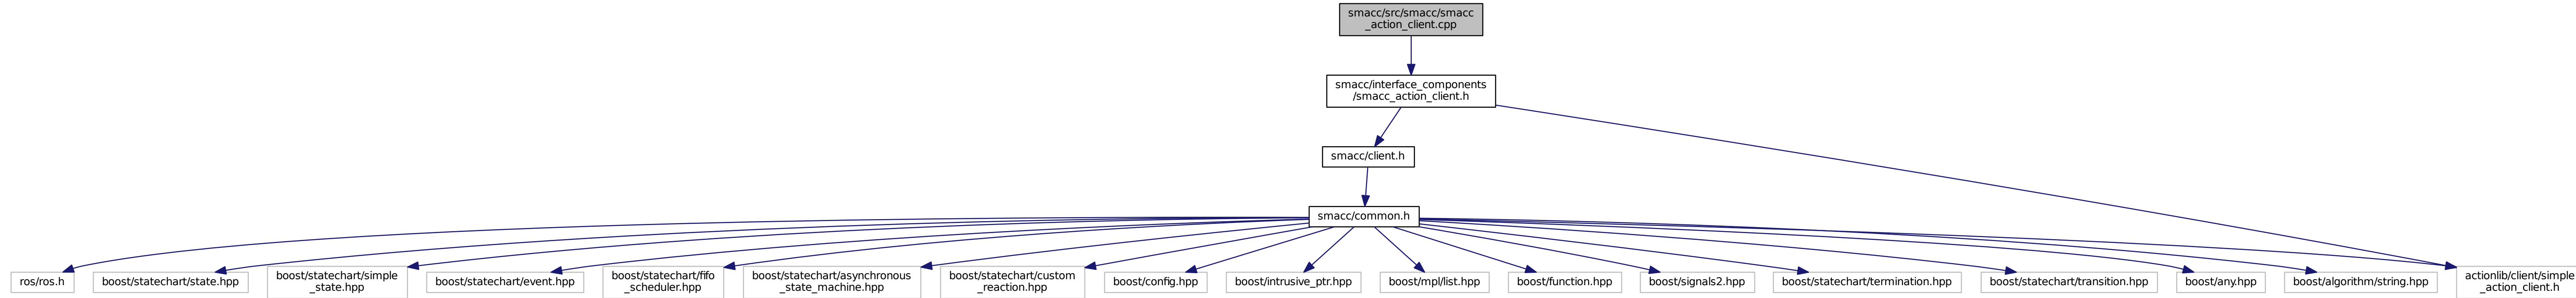 smacc/src/smacc/smacc
_action_client.cpp
smacc/interface_components
/smacc_action_client.h
smacc/client.h
smacc/common.h
ros/ros.h
boost/statechart/state.hpp
boost/statechart/simple
_state.hpp
boost/statechart/event.hpp
boost/statechart/fifo
_scheduler.hpp
boost/statechart/asynchronous
_state_machine.hpp
boost/statechart/custom
_reaction.hpp
boost/config.hpp
boost/intrusive_ptr.hpp
boost/mpl/list.hpp
boost/function.hpp
boost/signals2.hpp
boost/statechart/termination.hpp
boost/statechart/transition.hpp
boost/any.hpp
boost/algorithm/string.hpp
actionlib/client/simple
_action_client.h